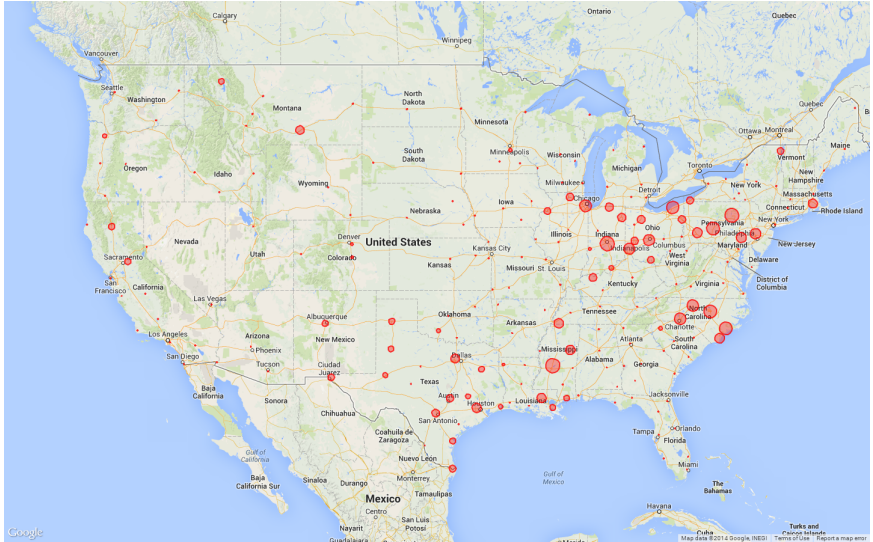 Ontario
Quebec
Calgary
Winnipeg
Vancouver
Seattle
Washington
Montana
North
Dakota
Minnesota
Quebec
Ottawa
Montreal
Maine
Vermont
Oregon
Idaho
Wyoming
South
Dakota
Minneapolis
Wisconsin
Michigan
Toronto
New
Hampshire
New York
Massachusetts
Milwaukee
Detroit
Chicago
Connecticut
Rhode Island
Nebraska
Iowa
Illinois
Indiana
Indianapolis
Ohio
Columbus
Pennsylvania
Philadelphia
New York
New Jersey
Maryland
Delaware
District of
Columbia
Nevada
Utah
Denver
Colorado
United States
Kansas
Kansas City
Missouri
St Louis
West
Virginia
Virginia
Kentucky
Sacramento
San
Francisco
California
Las Vegas
Los Angeles
San Diego
Arizona
Phoenix
Tucson
Albuquerque
New Mexico
Oklahoma
Arkansas
Tennessee
North
Carolina
Charlotte
South
Carolina
Mississippi
Alabama
Atlanta
Georgia
Dallas
Texas
Ciudad
Juarez
Baja
California
Sonora
Chihuahua
Austin
Houston
San Antonio
Louisiana
Jacksonville
Orlando
Tampa
Florida
Miami
Coahuila de
Zaragoza
Gulf of
California
Baja
California Sur
Sinaloa
Durango
Nuevo León
Monterrey
Tamaulipas
Gulf of
Mexico
The
Bahamas
Mexico
Centro
San Luis
Potosi
Nayarit
Guadalajara
Havana
Cuba
Turks and
Caicos Islands
Google
Map data ©2014 Google, INEGI
Terms of Use
Report a map error